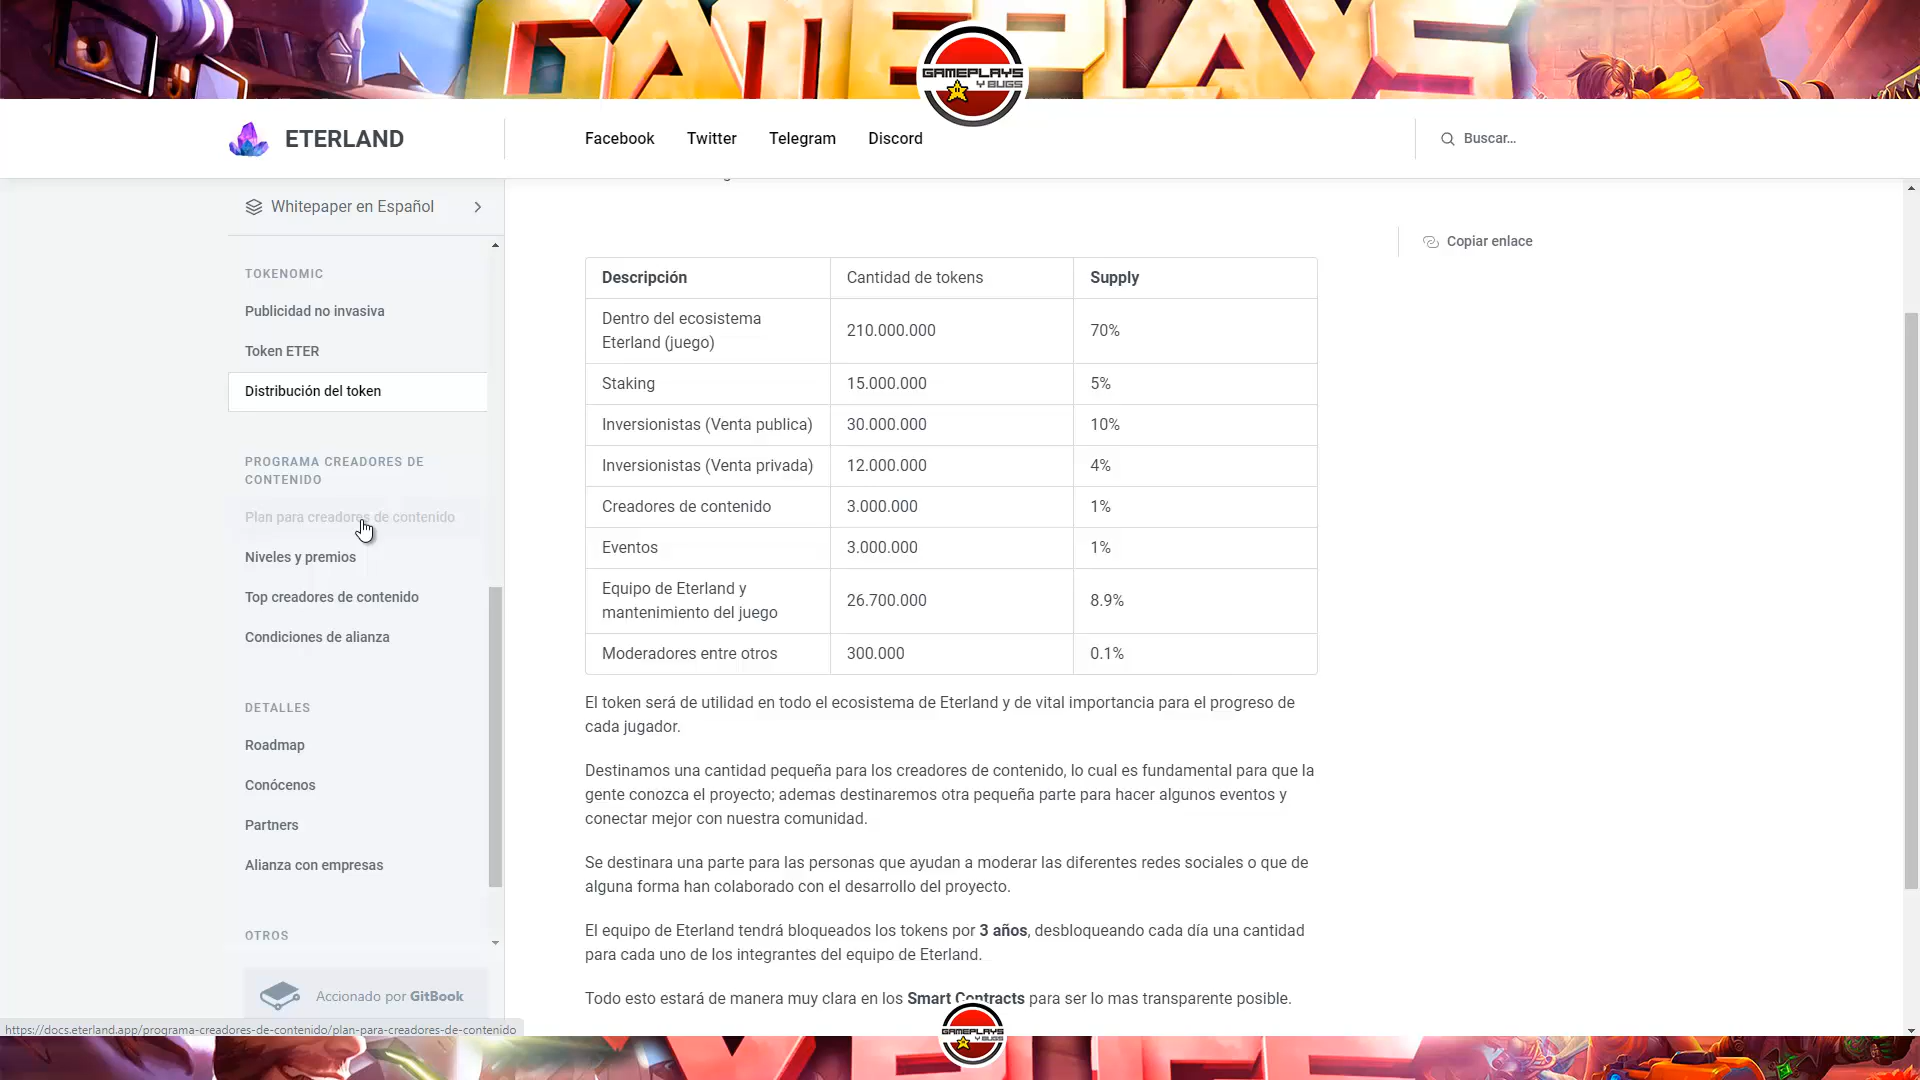 GAMEPLAYS
GAMEPLAYS
Y BUGS
ETERLAND
Facebook
Twitter
Telegram
Discord
Buscar...
Whitepaper en Español
TOKENOMIC
Publicidad no invasiva
Token ETER
Distribución del token
PROGRAMA CREADORES DE
CONTENIDO
Plan para creadores de contenido
Niveles y premios
Top creadores de contenido
Condiciones de alianza
DETALLES
Roadmap
Conócenos
Partners
Alianza con empresas
OTROS
Accionado por GitBook
https://docs.eterland.app/programa-creadores-de-contenido/plan-para-creadores-de-contenido
Copiar enlace
Descripción Cantidad de tokens Supply
Dentro del ecosistema
Eterland (juego) 210.000.000 70%
Staking 15.000.000 5%
Inversionistas (Venta publica) 30.000.000 10%
Inversionistas (Venta privada) 12.000.000 4%
Creadores de contenido 3.000.000 1%
Eventos 3.000.000 1%
Equipo de Eterland y
mantenimiento del juego 26.700.000 8.9%
Moderadores entre otros 300.000 0.1%
El token será de utilidad en todo el ecosistema de Eterland y de vital importancia para el progreso de
cada jugador.
Destinamos una cantidad pequeña para los creadores de contenido, lo cual es fundamental para que la
gente conozca el proyecto; ademas destinaremos otra pequeña parte para hacer algunos eventos y
conectar mejor con nuestra comunidad.
Se destinara una parte para las personas que ayudan a moderar las diferentes redes sociales o que de
alguna forma han colaborado con el desarrollo del proyecto.
El equipo de Eterland tendrá bloqueados los tokens por 3 años, desbloqueando cada día una cantidad
para cada uno de los integrantes del equipo de Eterland.
Todo esto estará de manera muy clara en los Smart Contracts para ser lo mas transparente posible.
GAMEPLAYS
Y BUGS